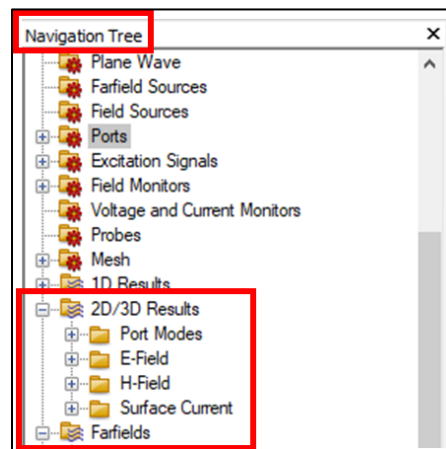 Navigation Tree
Plane Wave
Farfield Sources
Field Sources
Ports
Excitation Signals
Field Monitors
Voltage and Current Monitors
Probes
Mesh
1D Results
2D/3D Results
Port Modes
E-Field
H-Field
Surface Current
Farfields